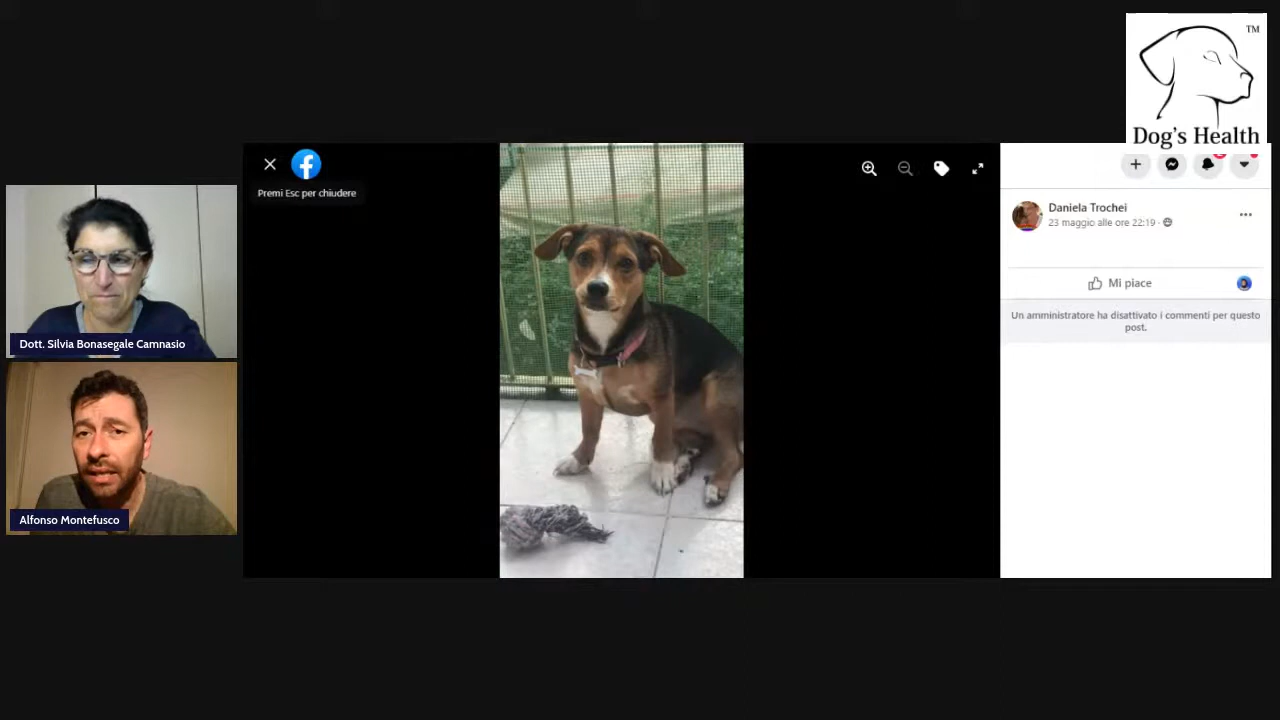 TM
Dog's Health
Premi Esc per chiudere
Daniela Trochei
23 maggio alle ore 22:19 ·
Mi piace
Un amministratore ha disattivato i commenti per questo
post.
Dott. Silvia Bonasegale Camnasio
Alfonso Montefusco